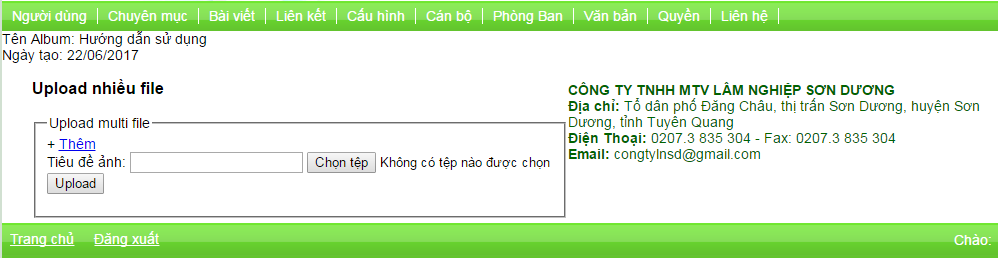 Người dùng Chuyên mục Bài viết Liên kết Cấu hình Cán bộ Phòng Ban Văn bản Quyền Liên hệ
Tên Album: Hướng dẫn sử dụng
Ngày tạo: 22/06/2017
Upload nhiều file
Upload multi file
+ Thêm
Tiêu đề ảnh: Chọn tệp Không có tệp nào được chọn
Upload
CÔNG TY TNHH MTV LÂM NGHIỆP SƠN DƯƠNG
Địa chỉ: Tổ dân phố Đăng Châu, thị trấn Sơn Dương, huyện Sơn
Dương, tỉnh Tuyên Quang
Điện Thoại: 0207.3 835 304 - Fax: 0207.3 835 304
Email: congtylnsd@gmail.com
Trang chủ Đăng xuất Chào: